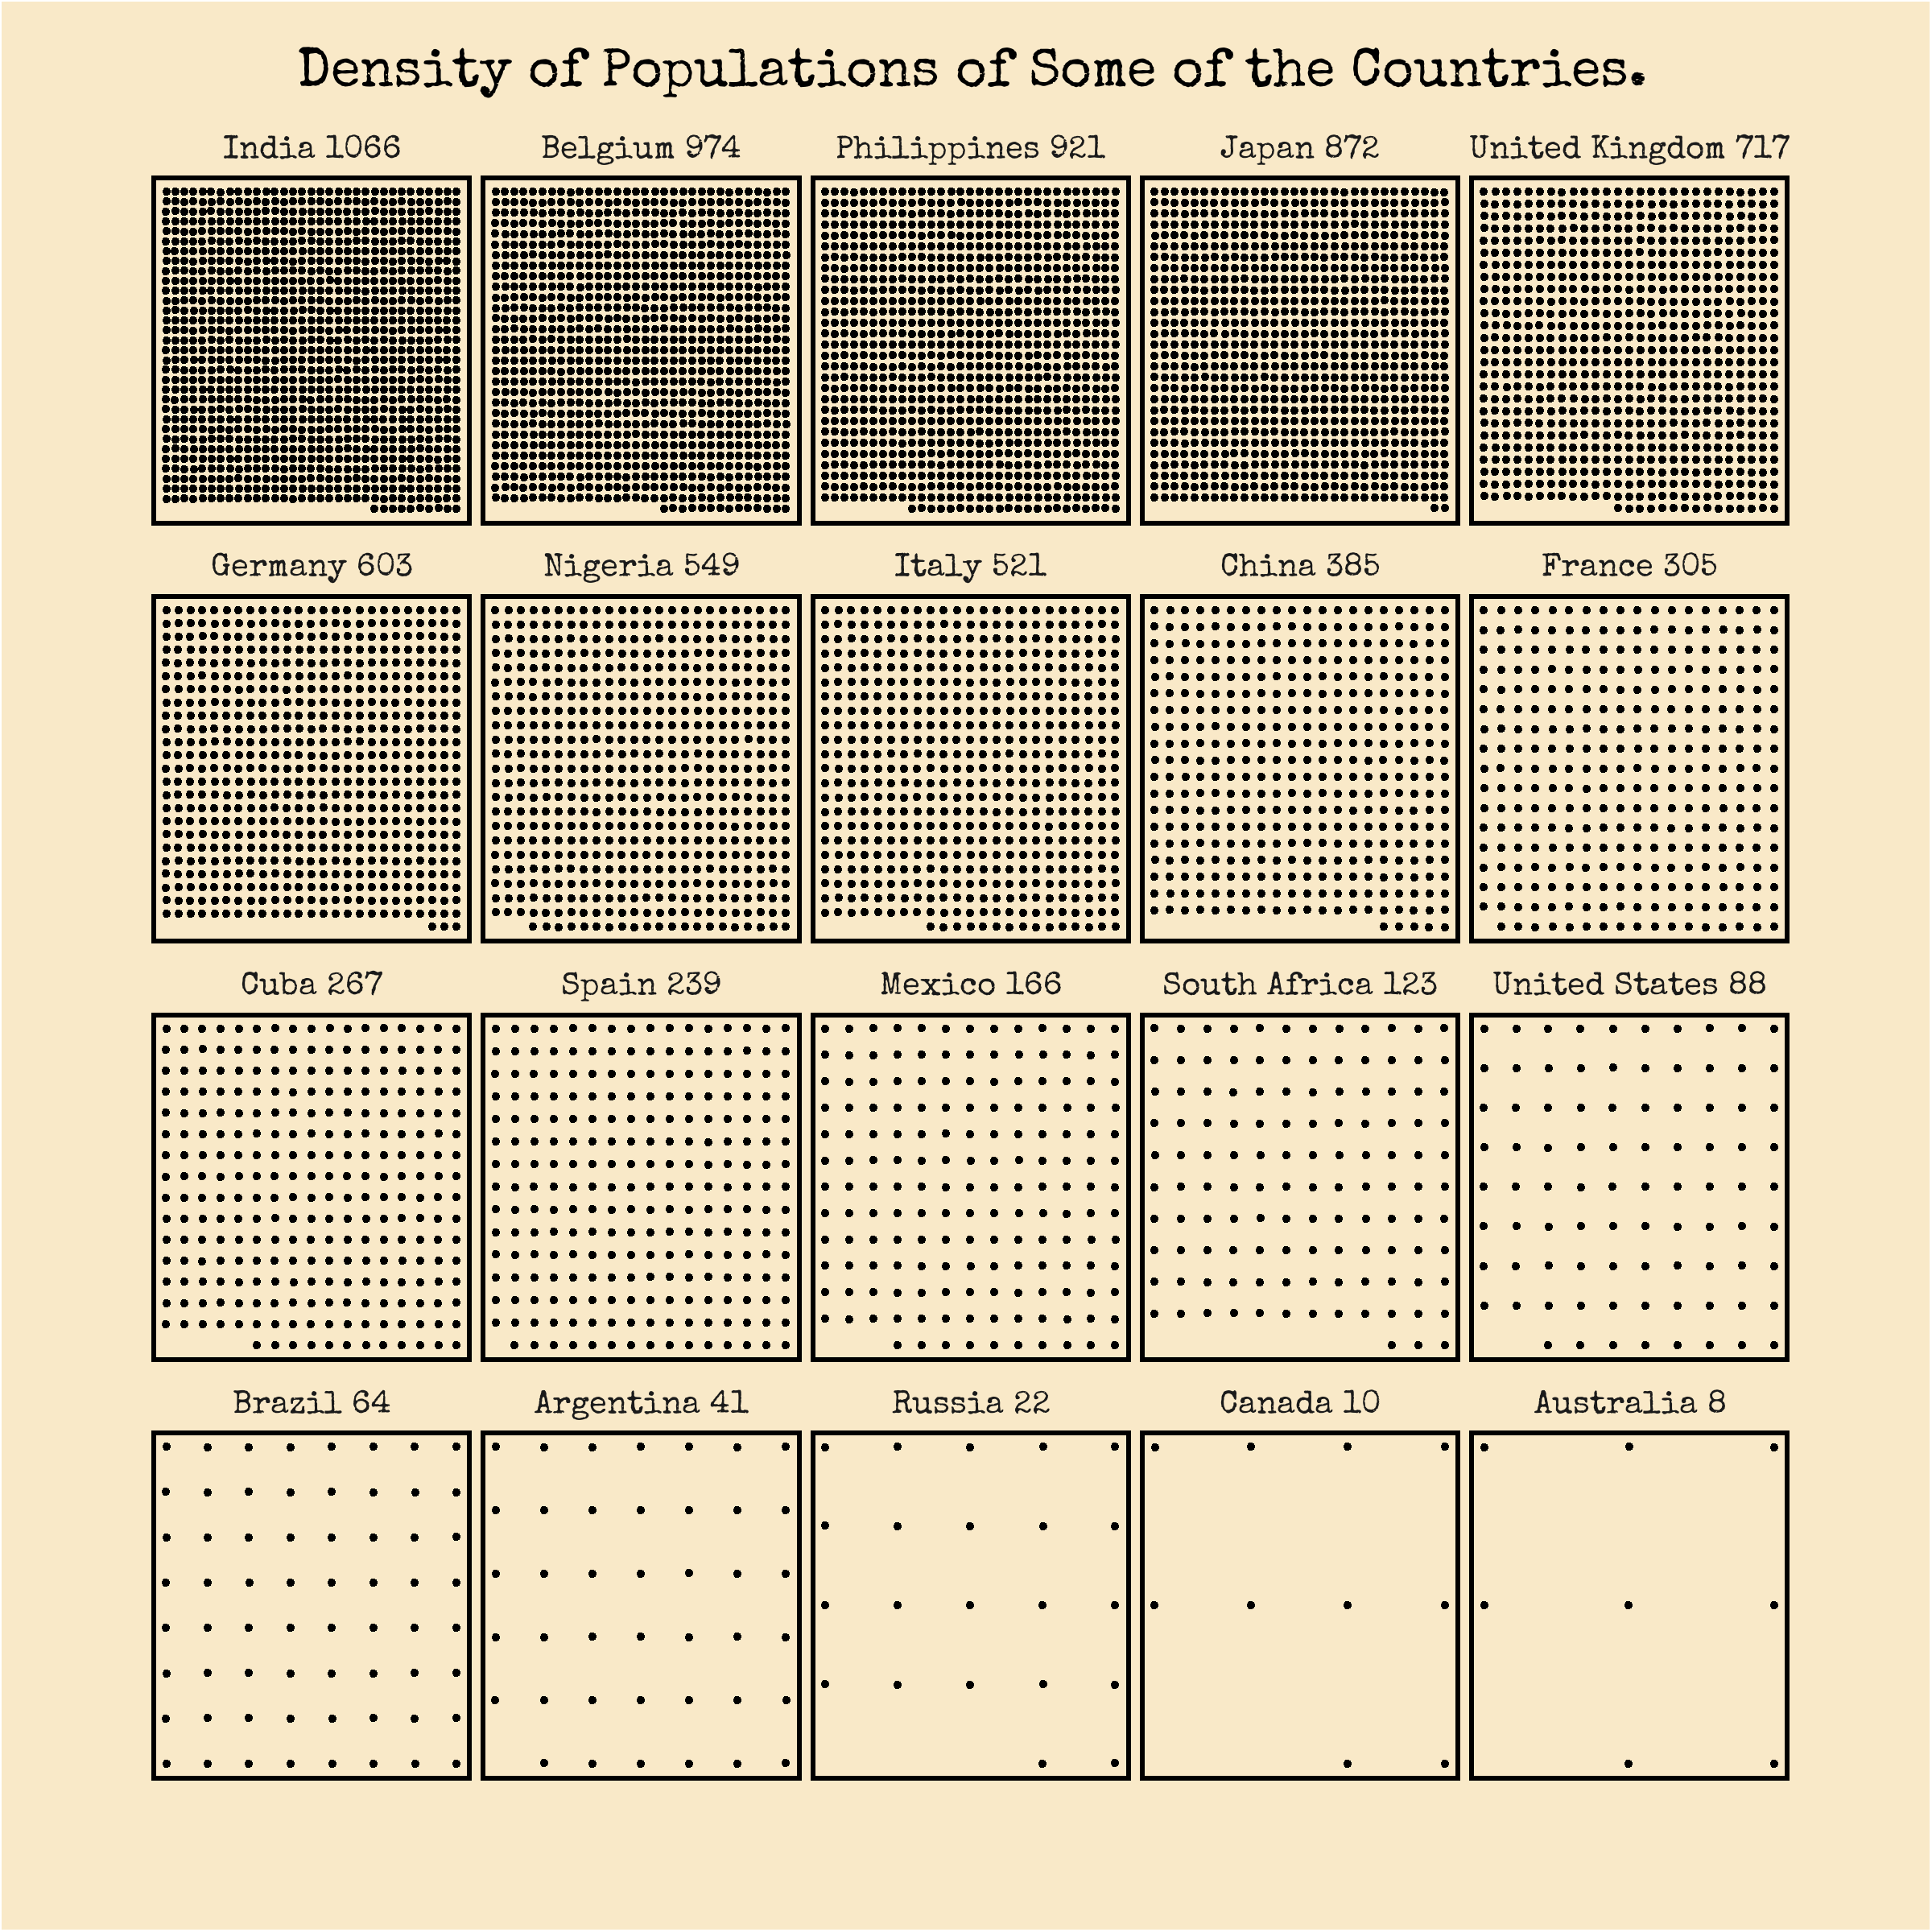 Density of Populations of Some of the Countries.
India 1066 Belgium 974 Philippines 921 Japan 872 United Kingdom 717
Germany 603 Nigeria 549 Italy 521 China 385 France 305
Cuba 267 Spain 239 Mexico 166 South Africa 123 United States 88
Brazil 64 Argentina 41 Russia 22 Canada 10 Australia 8